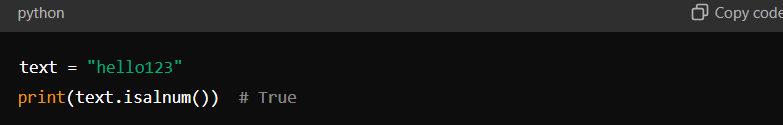 python
Copy code
text = "hello123"
print(text.isalnum())  # True